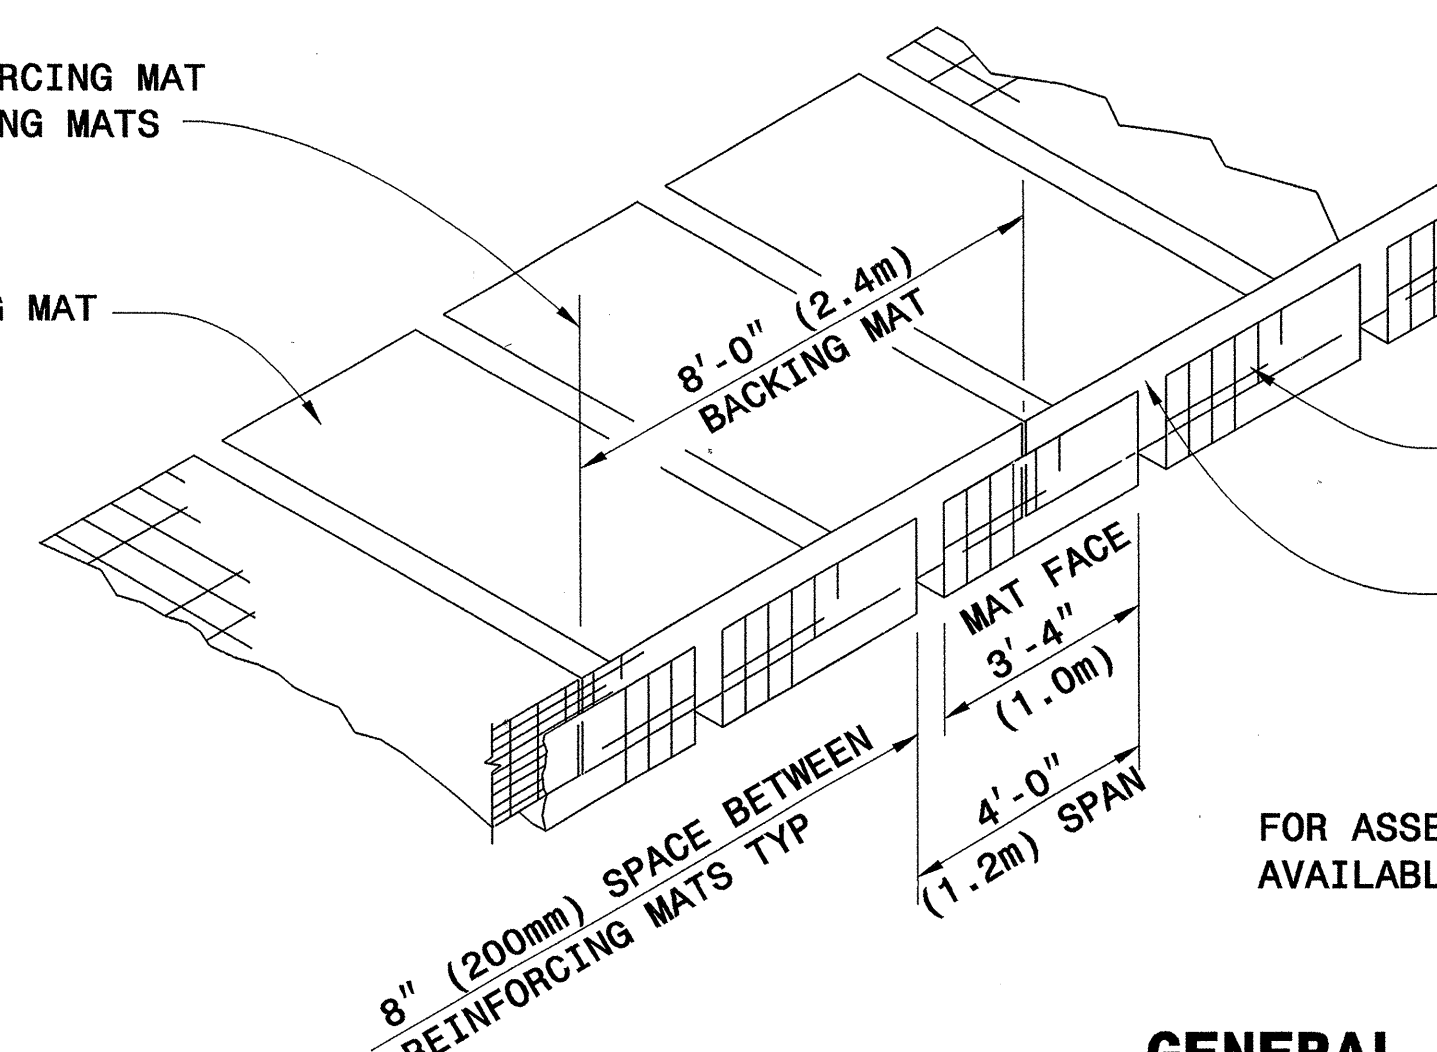 RCING MAT
NG MATS
G MAT
8'-0" (2.4m)
BACKING MAT
MAT FACE
3'-4"
(1.0m)
4'-0"
(1.2m) SPAN
8" (200mm) SPACE BETWEEN
REINFORCING MATS TYP
FOR ASSE
AVAILABL
GENERAL